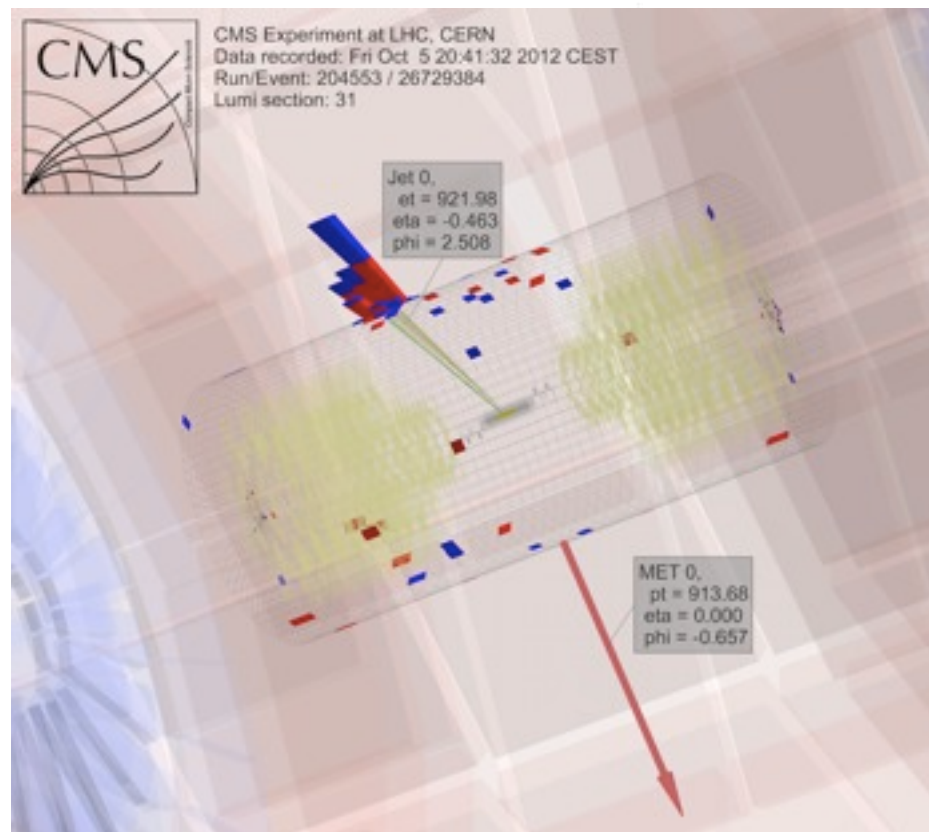 CMS
CMS Experiment at LHC, CERN
Data recorded: Fri Oct 5 20:41:32 2012 CEST
Run/Event: 204553 / 26729384
Lumi section: 31
Jet 0,
et = 921.98
eta = -0.463
phi = 2.508
MET 0,
pt = 913.68
eta = 0.000
phi = -0.657